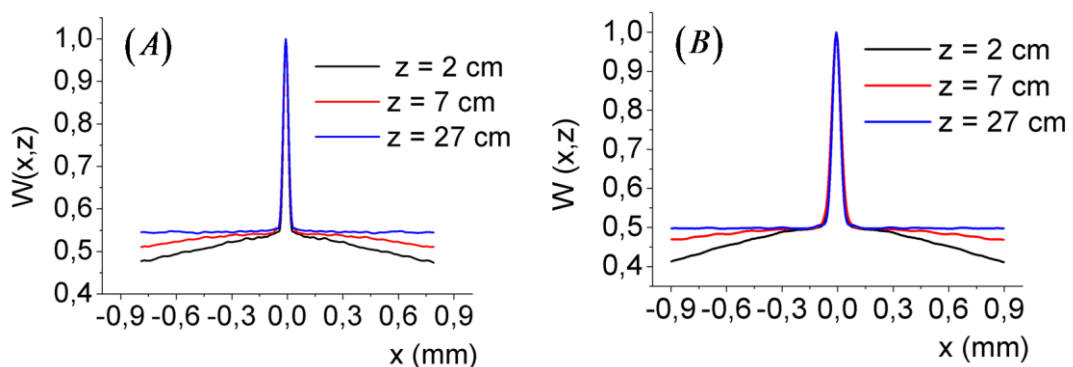 (A)
1,0
0,9
0,8
0,7
0,6
0,5
0,4
W(x,z)
z = 2 cm
z = 7 cm
z = 27 cm
-0,9 -0,6 -0,3 0,0 0,3 0,6 0,9
x (mm)
(B)
1,0
0,9
0,8
0,7
0,6
0,5
0,4
W (x,z)
z = 2 cm
z = 7 cm
z = 27 cm
-0,9 -0,6 -0,3 0,0 0,3 0,6 0,9
x (mm)